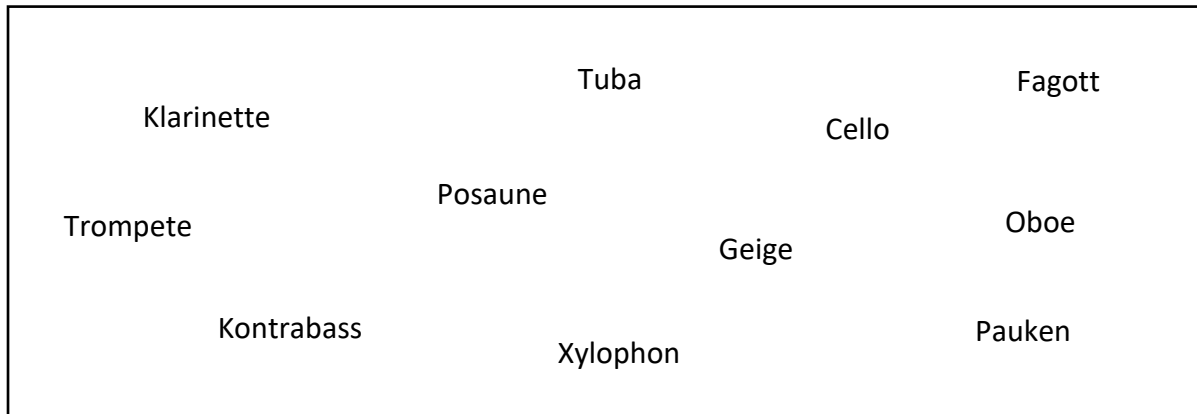 Tuba
Fagott
Klarinette
Cello
Posaune
Trompete
Oboe
Geige
Kontrabass
Pauken
Xylophon